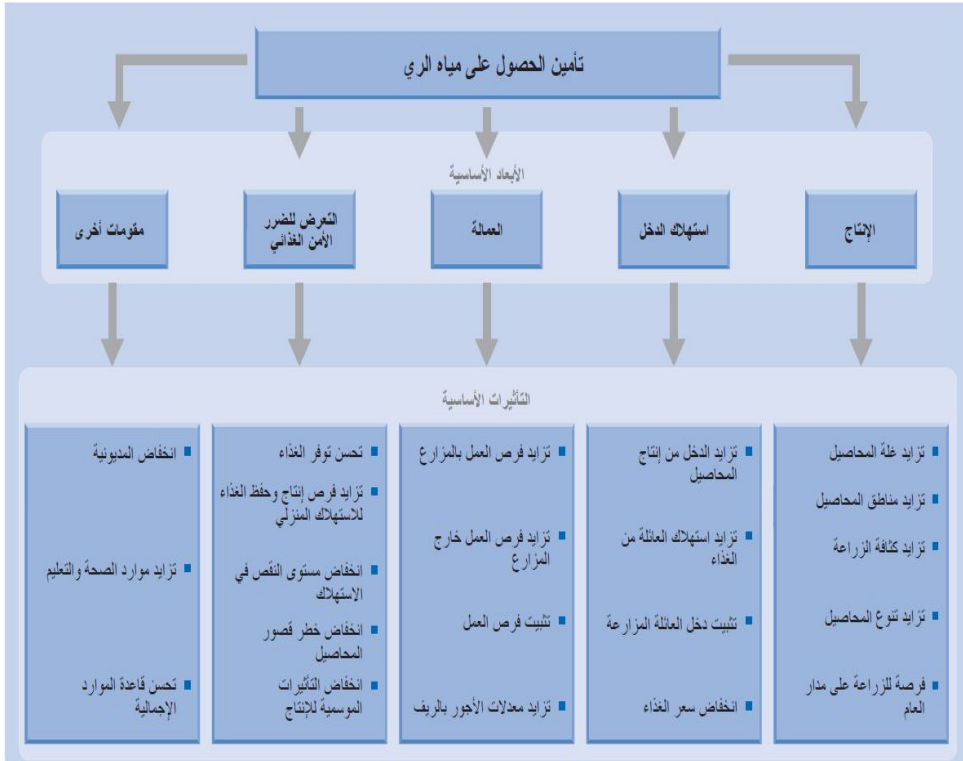 تأمين الحصول على مياه الري
الأبعاد الأساسية
الإنتاج
استهلاك الدخل
العمالة
التعرض للضرر
الأمن الغذائي
مقومات أخرى
التأثيرات الأساسية
تزايد غلة المحاصيل
تزايد مناطق المحاصيل
تزايد كثافة الزراعة
تزايد تنوع المحاصيل
فرصة للزراعة على مدار
العام
تزايد الدخل من إنتاج
المحاصيل
تزايد استهلاك العائلة من
الغذاء
تثبيت دخل العائلة المزارعة
انخفاض سعر الغذاء
تزايد فرص العمل بالمزارع
تزايد فرص العمل خارج
المزارع
تثبيت فرص العمل
تزايد معدلات الأجور بالريف
تحسن توفر الغذاء
تزايد فرص إنتاج وحفظ الغذاء
للاستهلاك المنزلي
انخفاض مستوى النقص في
الاستهلاك
انخفاض خطر قصور
المحاصيل
انخفاض التأثيرات
الموسمية للإنتاج
انخفاض المديونية
تزايد موارد الصحة والتعليم
تحسن قاعدة الموارد
الإجمالية